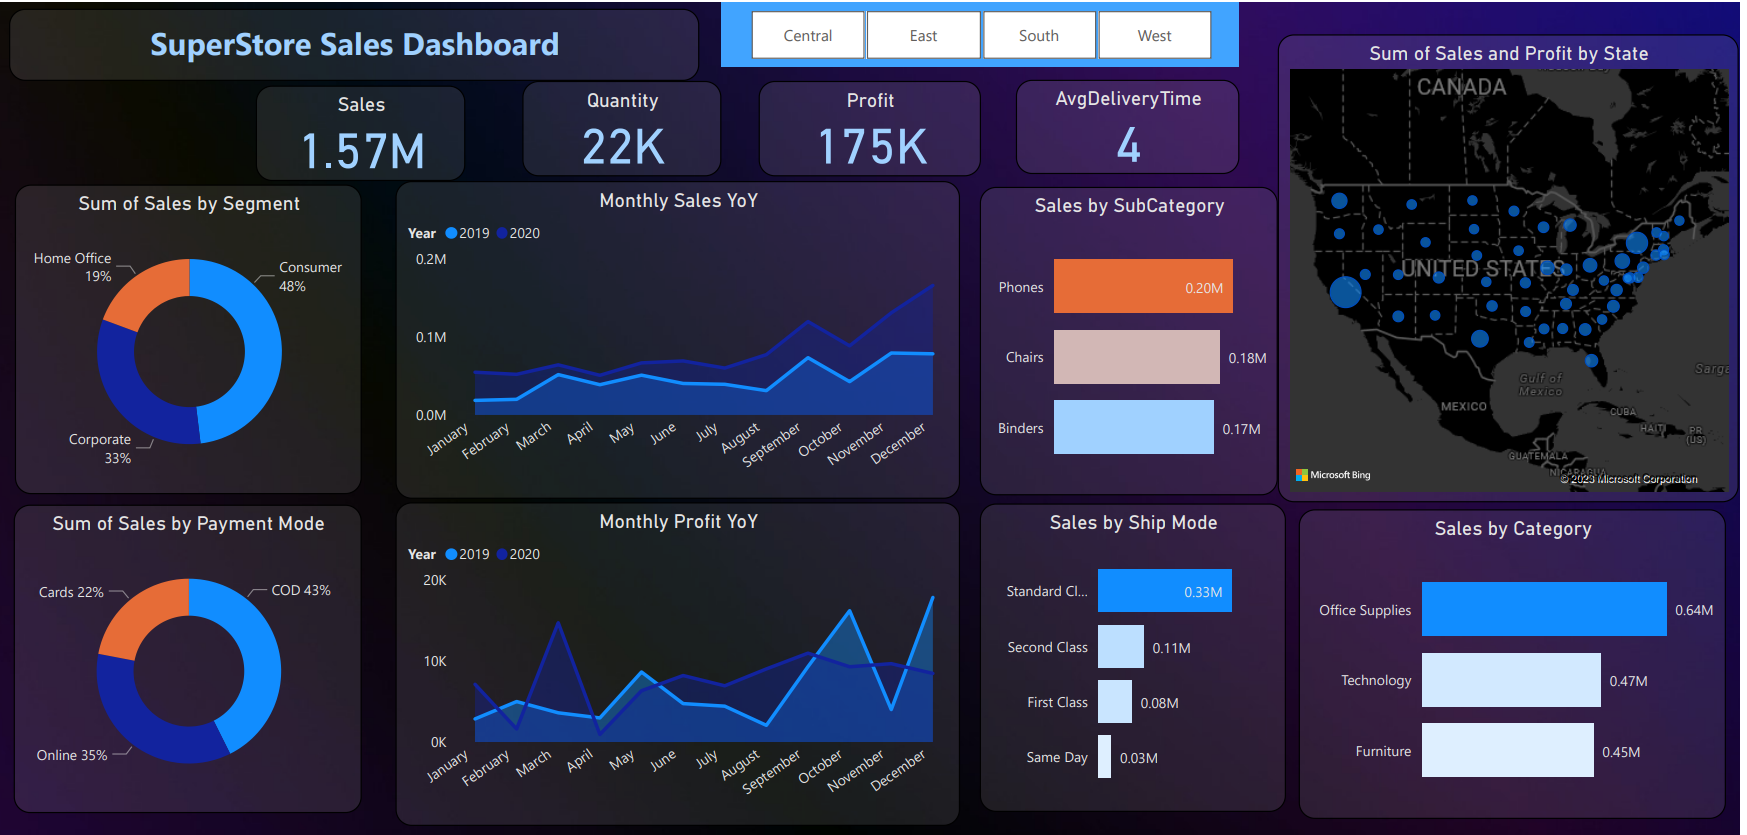 SuperStore Sales Dashboard
Central
East
South
West
Sales
1.57M
Quantity
22K
Profit
175K
AvgDeliveryTime
4
Sum of Sales and Profit by State
CANADA
UNITED STATES
MEXICO
Gulf of
Mexico
CUBA
HAITI
PR
(US)
GUATEMALA
NICARAGUA
Microsoft Bing
© 2023 Microsoft Corporation
Sum of Sales by Segment
Home Office
19%
Consumer
48%
Corporate
33%
Monthly Sales YoY
Year 2019 2020
0.2M
0.1M
0.0M
January
February
March
April
May
June
July
August
September
October
November
December
Sales by SubCategory
Phones 0.20M
Chairs 0.18M
Binders 0.17M
Sum of Sales by Payment Mode
Cards 22%
COD 43%
Online 35%
Monthly Profit YoY
Year 2019 2020
20K
10K
0K
January
February
March
April
May
June
July
August
September
October
November
December
Sales by Ship Mode
Standard Cl... 0.33M
Second Class 0.11M
First Class 0.08M
Same Day 0.03M
Sales by Category
Office Supplies 0.64M
Technology 0.47M
Furniture 0.45M